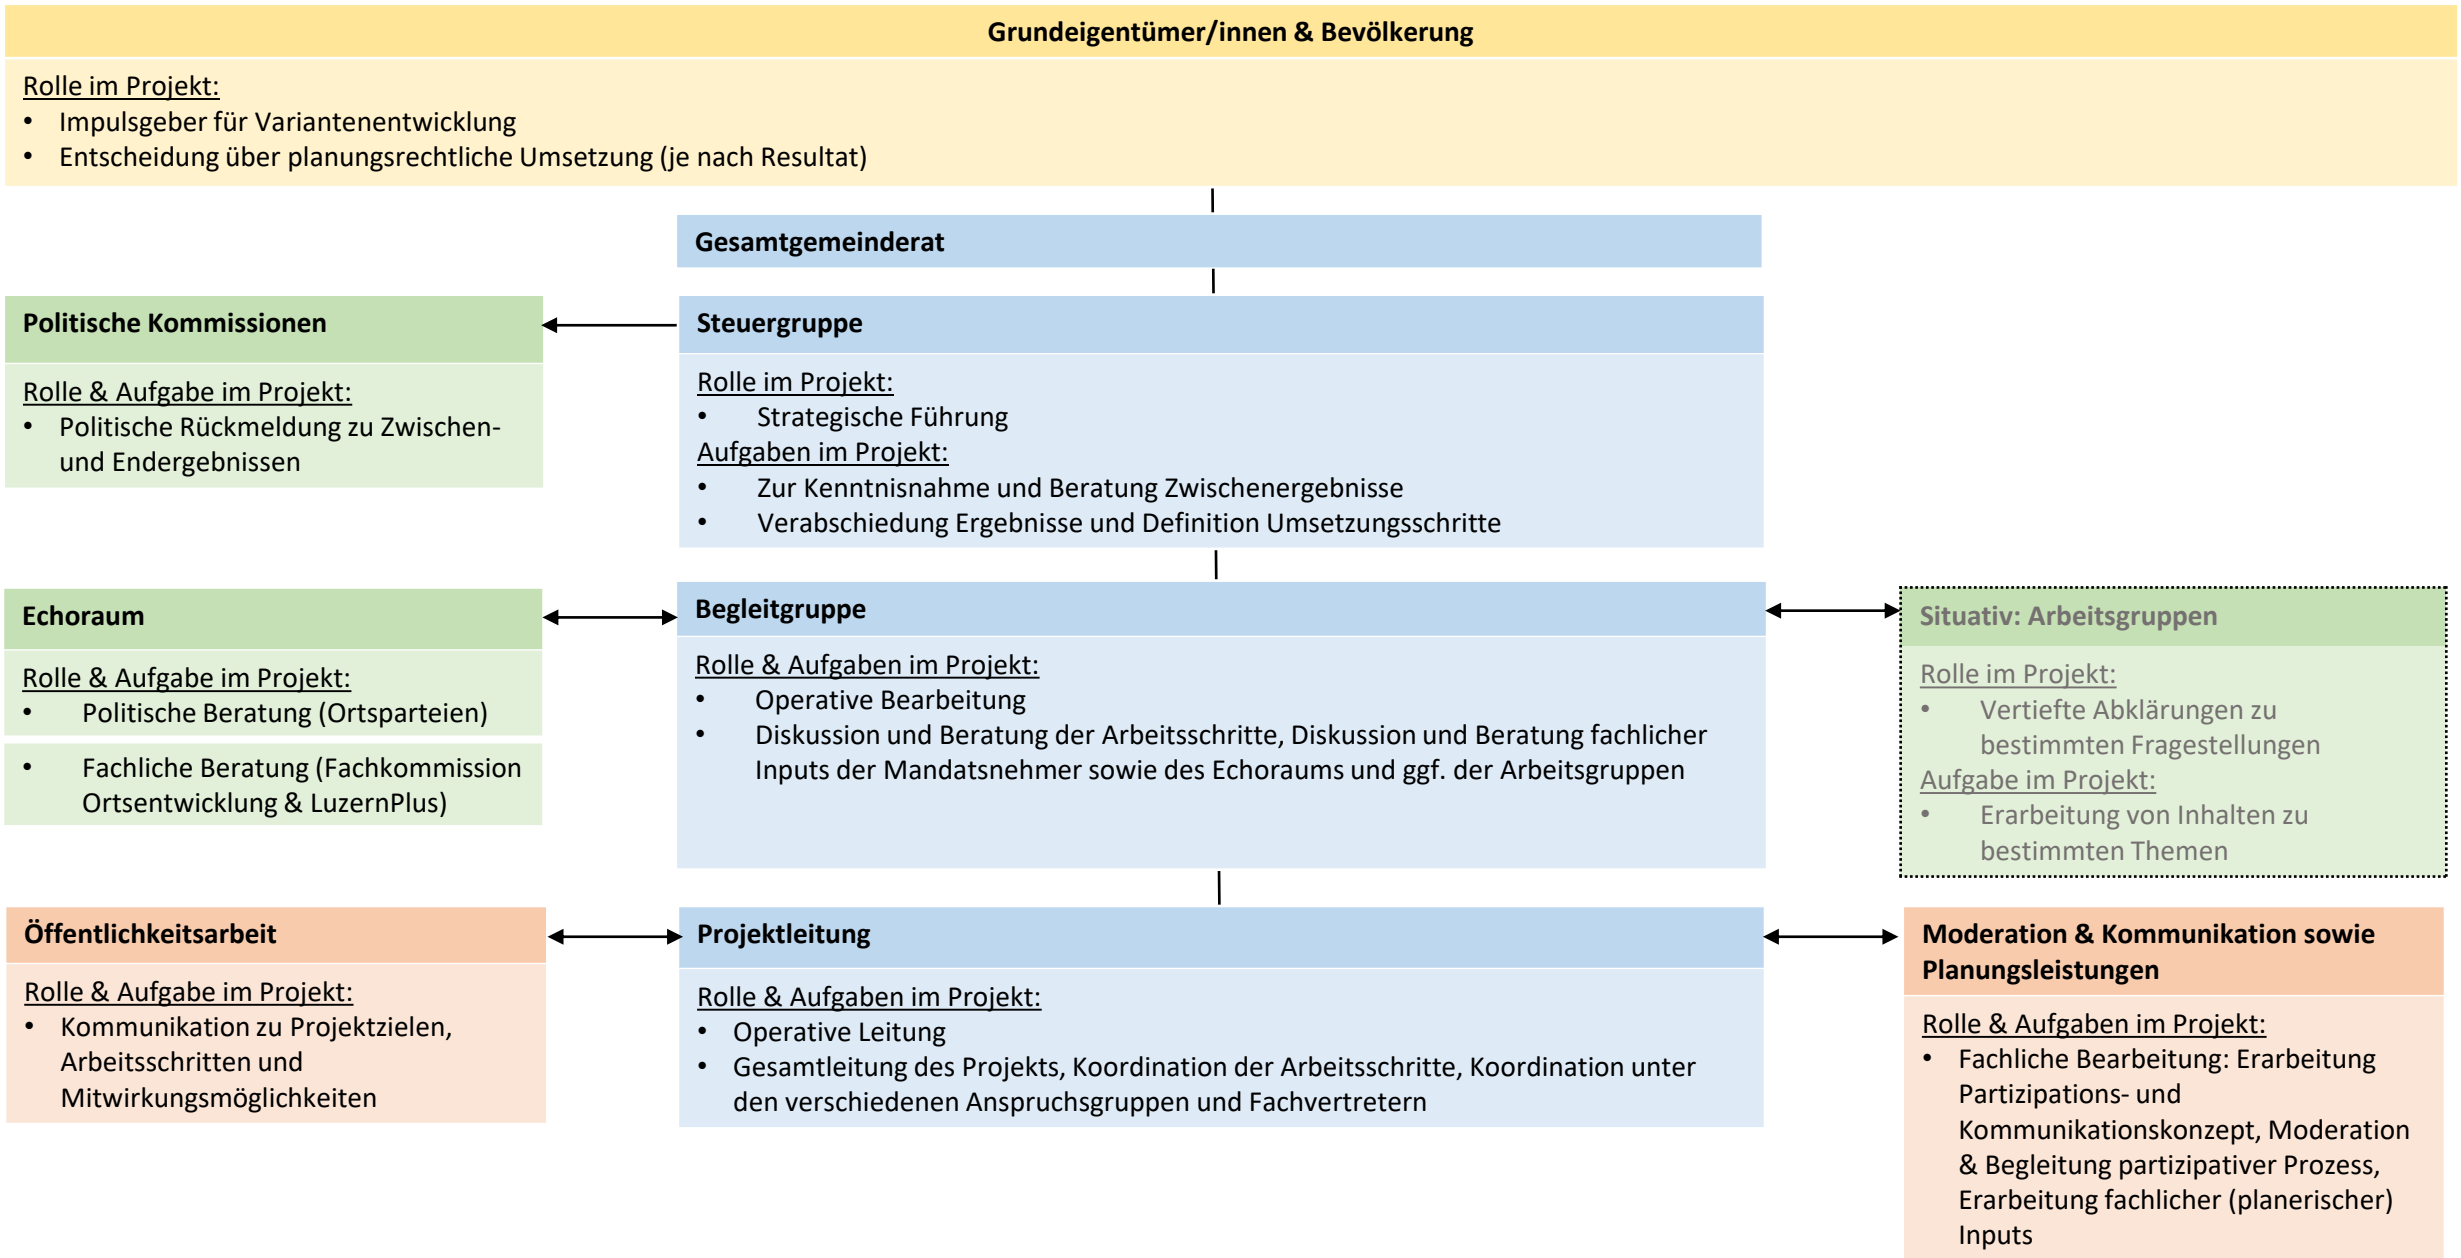 Grundeigentümer/innen & Bevölkerung
Rolle im Projekt:
• Impulsgeber für Variantenentwicklung
• Entscheidung über planungsrechtliche Umsetzung (je nach Resultat)
Gesamtgemeinderat
Politische Kommissionen
Rolle & Aufgabe im Projekt:
• Politische Rückmeldung zu Zwischen-
und Endergebnissen
Steuergruppe
Rolle im Projekt:
• Strategische Führung
Aufgaben im Projekt:
• Zur Kenntnisnahme und Beratung Zwischenergebnisse
• Verabschiedung Ergebnisse und Definition Umsetzungsschritte
Echoraum
Rolle & Aufgabe im Projekt:
• Politische Beratung (Ortsparteien)
• Fachliche Beratung (Fachkommission
Ortsentwicklung & LuzernPlus)
Begleitgruppe
Rolle & Aufgaben im Projekt:
• Operative Bearbeitung
• Diskussion und Beratung der Arbeitsschritte, Diskussion und Beratung fachlicher
Inputs der Mandatsnehmer sowie des Echoraums und ggf. der Arbeitsgruppen
Situativ: Arbeitsgruppen
Rolle im Projekt:
• Vertiefte Abklärungen zu
bestimmten Fragestellungen
Aufgabe im Projekt:
• Erarbeitung von Inhalten zu
bestimmten Themen
Öffentlichkeitsarbeit
Rolle & Aufgabe im Projekt:
• Kommunikation zu Projektzielen,
Arbeitsschritten und
Mitwirkungsmöglichkeiten
Projektleitung
Rolle & Aufgaben im Projekt:
• Operative Leitung
• Gesamtleitung des Projekts, Koordination der Arbeitsschritte, Koordination unter
den verschiedenen Anspruchsgruppen und Fachvertretern
Moderation & Kommunikation sowie
Planungsleistungen
Rolle & Aufgaben im Projekt:
• Fachliche Bearbeitung: Erarbeitung
Partizipations- und
Kommunikationskonzept, Moderation
& Begleitung partizipativer Prozess,
Erarbeitung fachlicher (planerischer)
Inputs